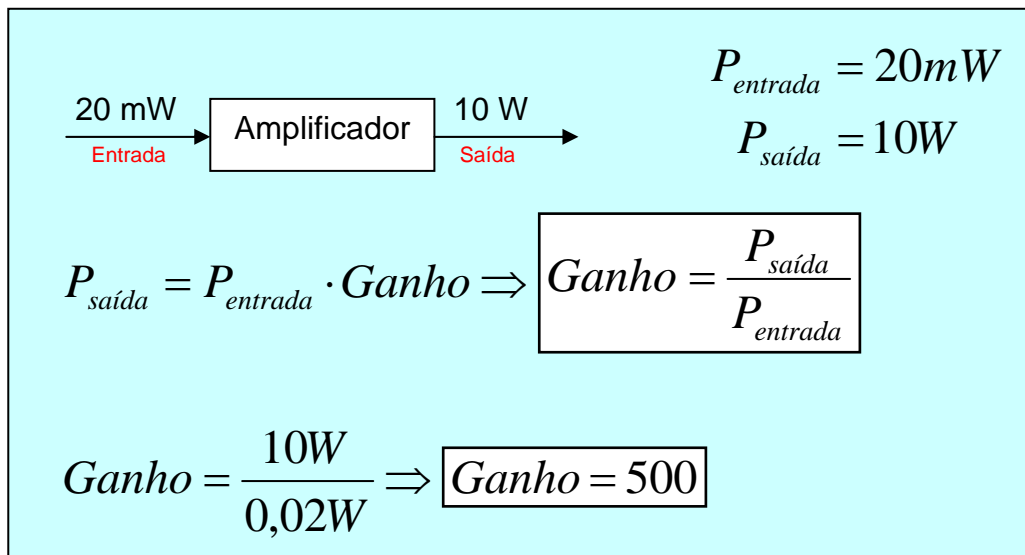 P_entrada = 20mW
20 mW Amplificador 10 W
Entrada Saída
P_saída = 10W
P_saída = P_entrada · Ganho ⇒ Ganho = P_saída / P_entrada
Ganho = 10W / 0,02W ⇒ Ganho = 500